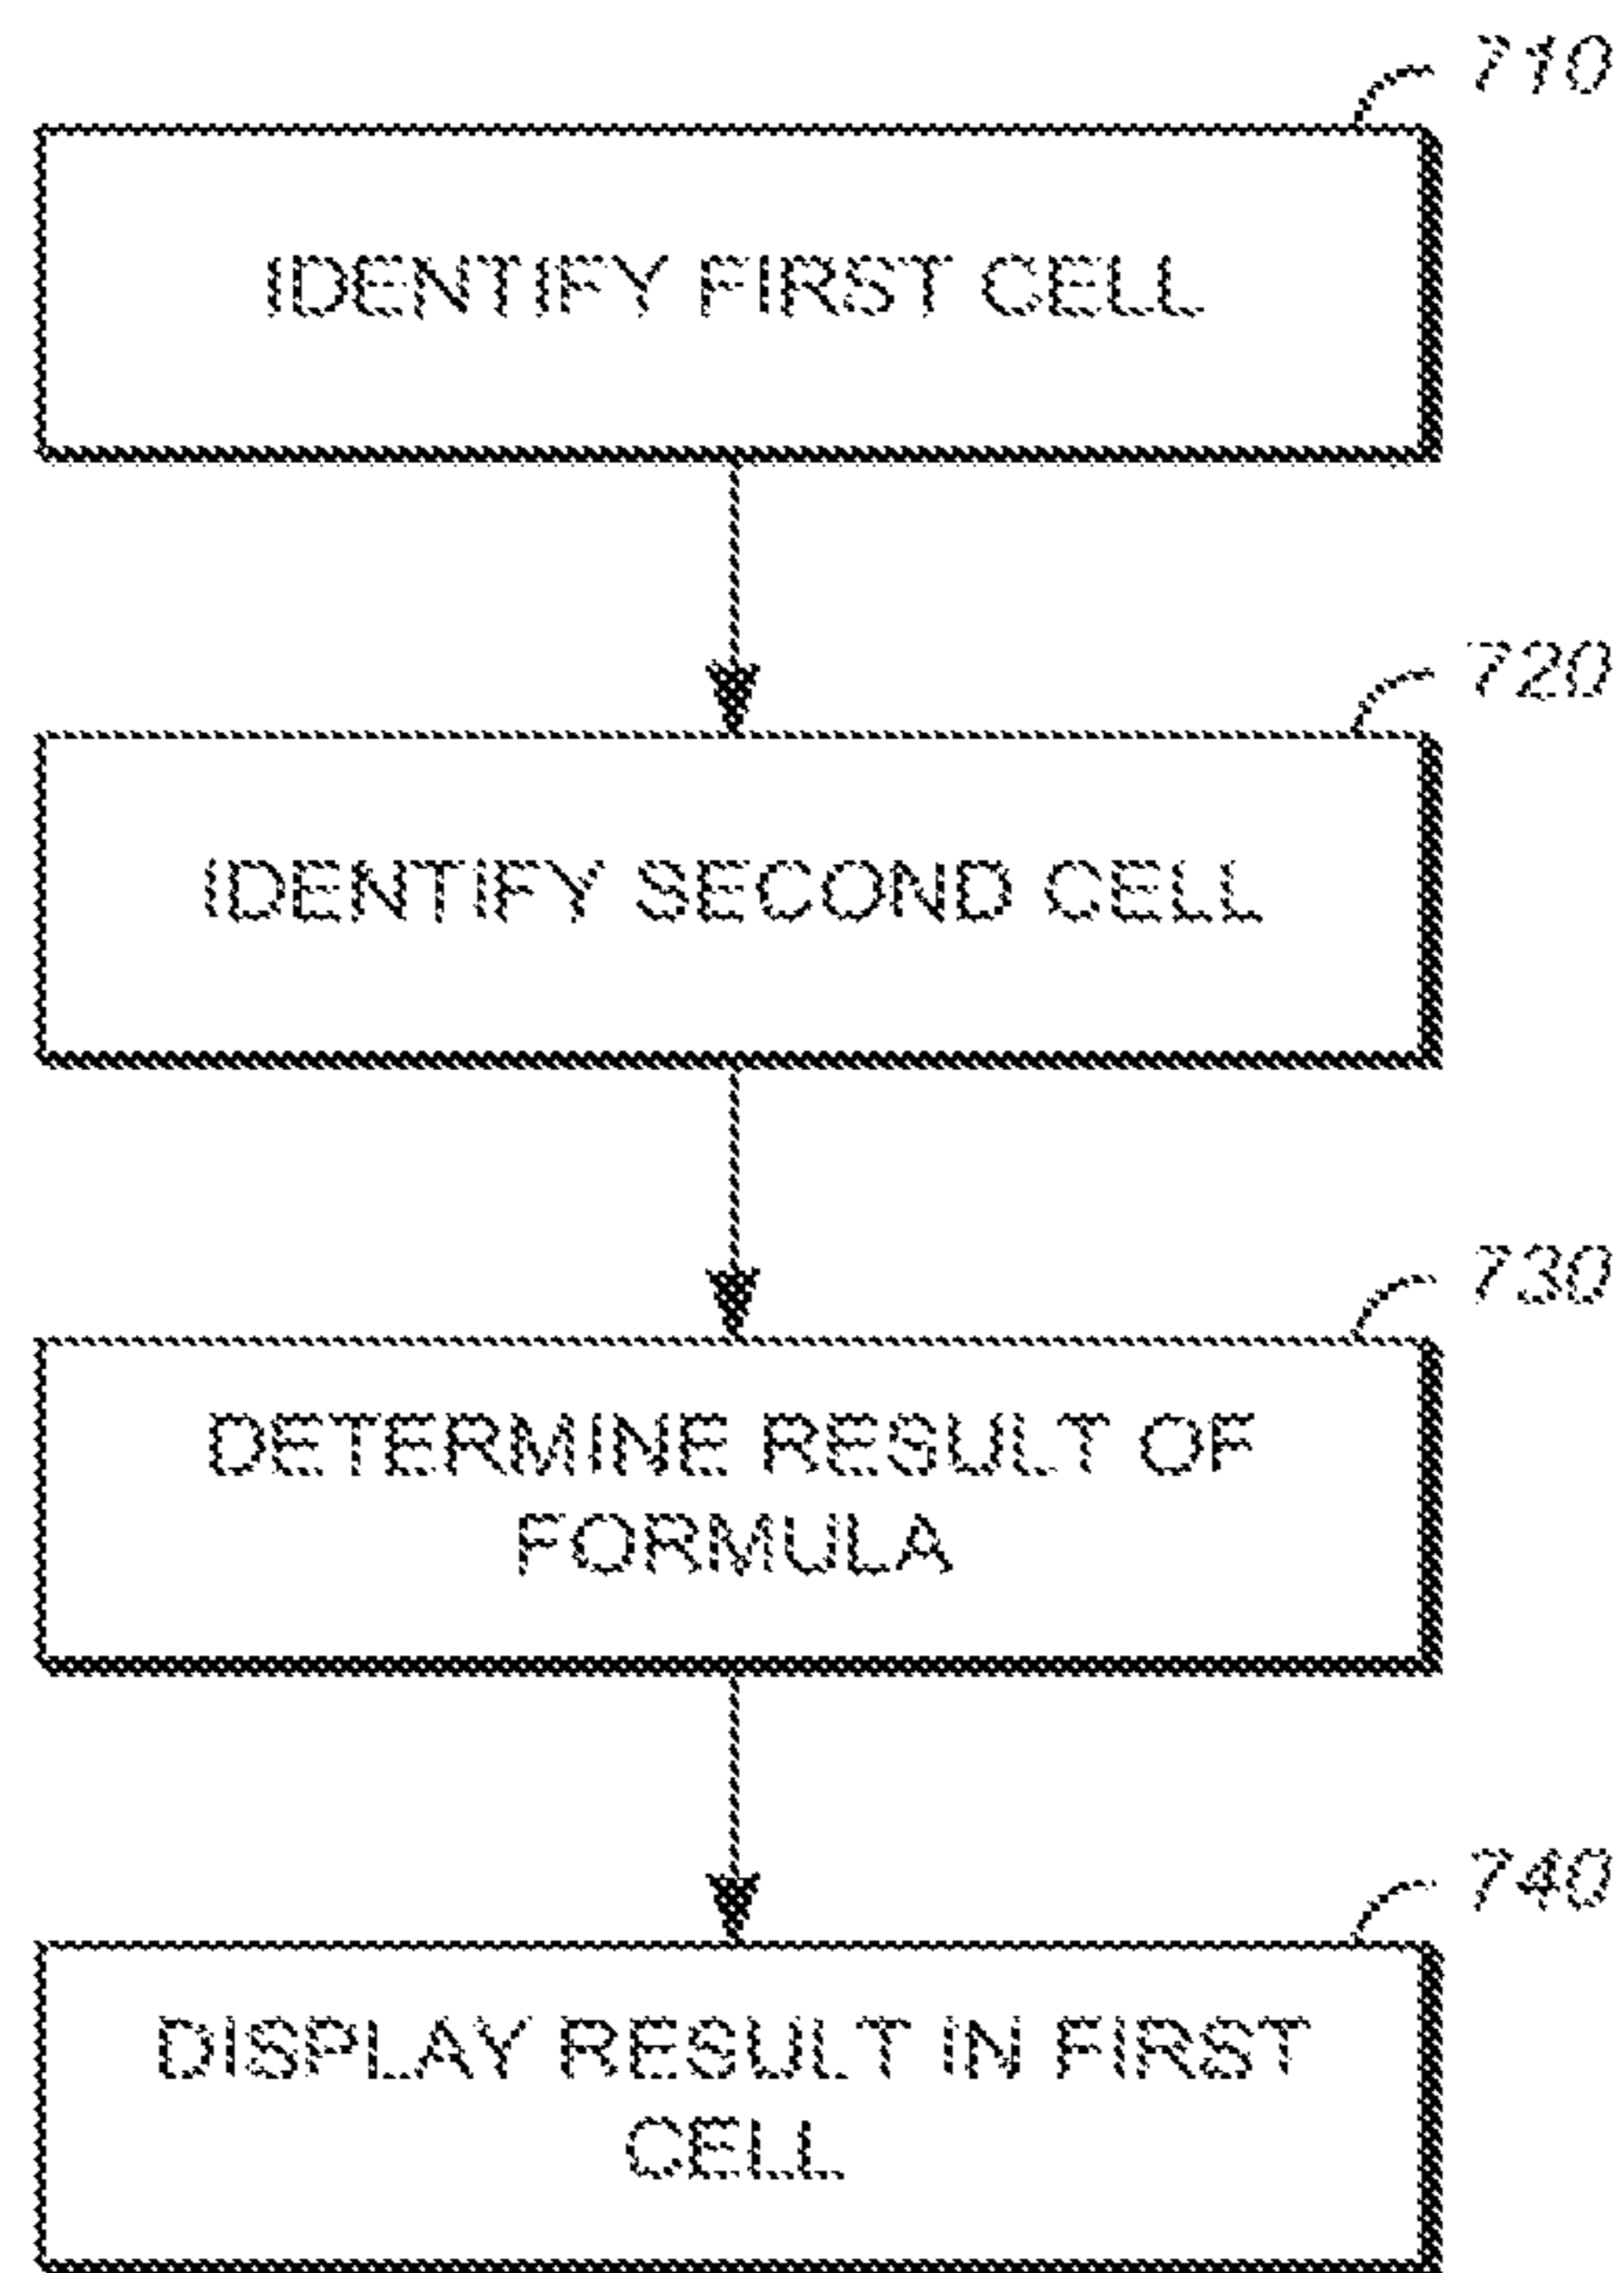 710
IDENTIFY FIRST CELL
720
IDENTIFY SECOND CELL
730
DETERMINE RESULT OF
FORMULA
740
DISPLAY RESULT IN FIRST
CELL